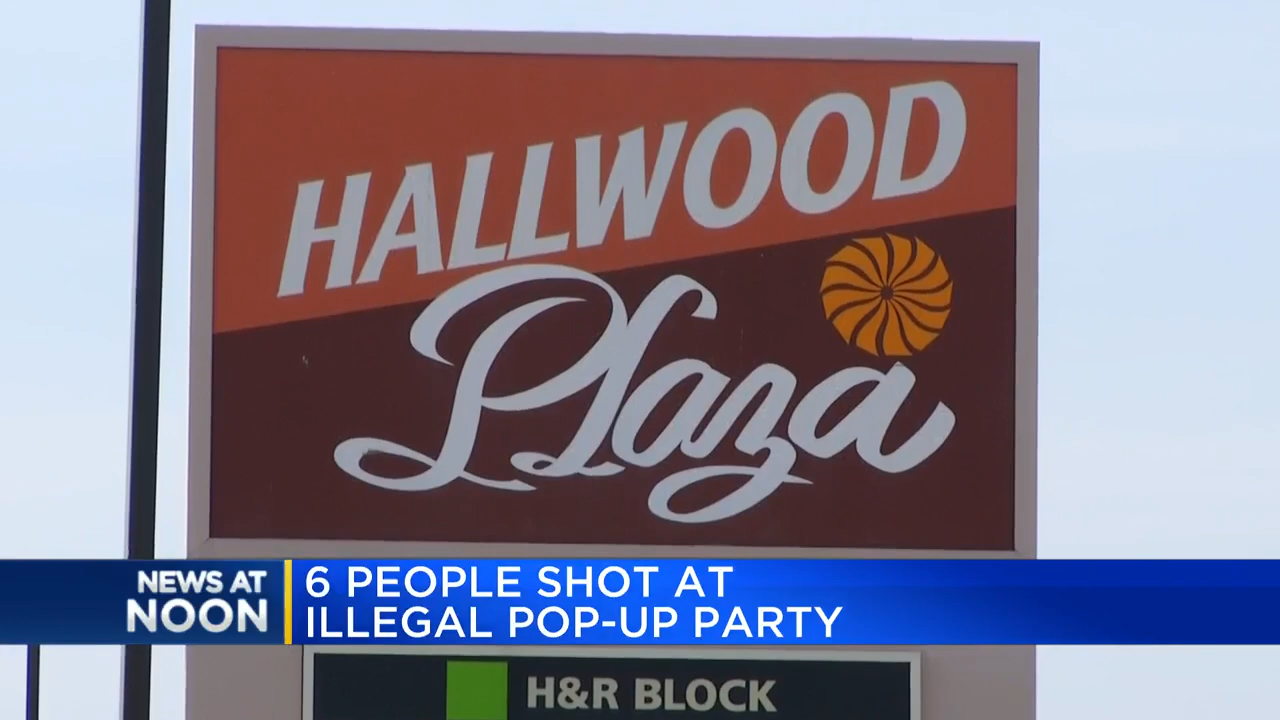 HALLWOOD
Plaza
NEWS AT
NOON
6 PEOPLE SHOT AT
ILLEGAL POP-UP PARTY
H&R BLOCK